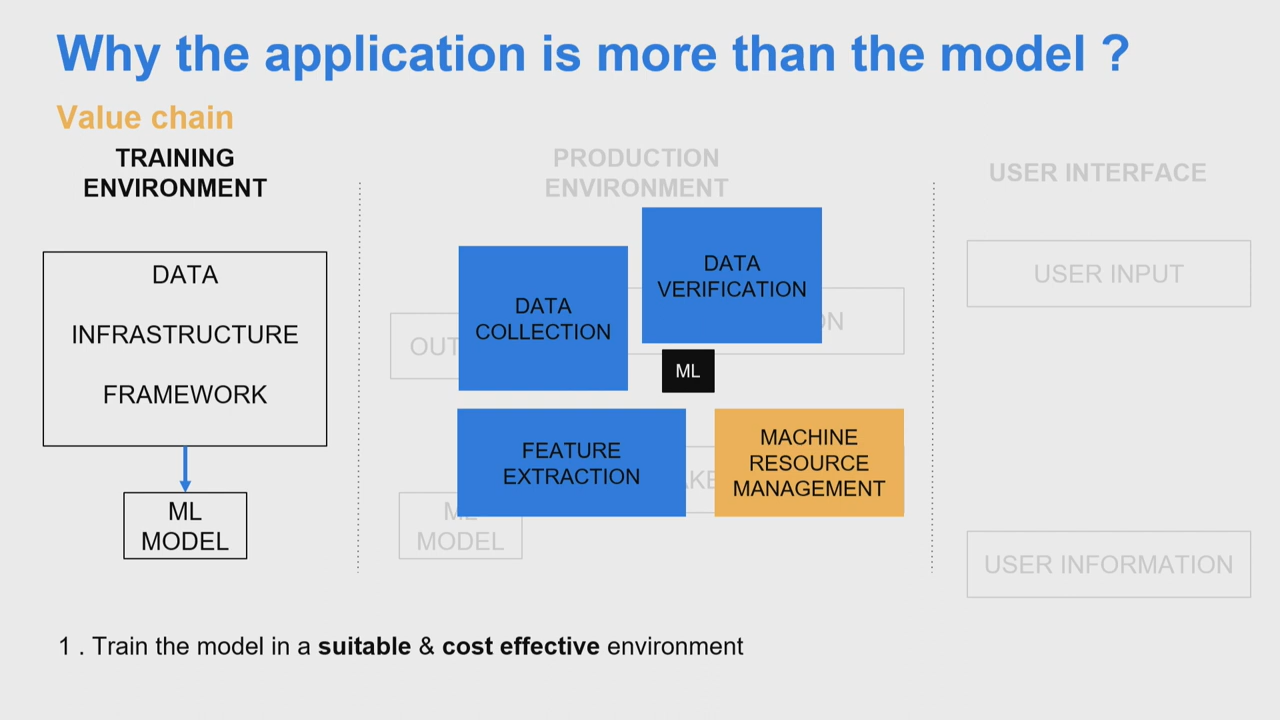 Why the application is more than the model ?
Value chain
TRAINING
ENVIRONMENT
DATA
INFRASTRUCTURE
FRAMEWORK
ML
MODEL
PRODUCTION
ENVIRONMENT
DATA
COLLECTION
DATA
VERIFICATION
ML
FEATURE
EXTRACTION
MACHINE
RESOURCE
MANAGEMENT
ML
MODEL
USER INTERFACE
USER INPUT
USER INFORMATION
1 . Train the model in a suitable & cost effective environment